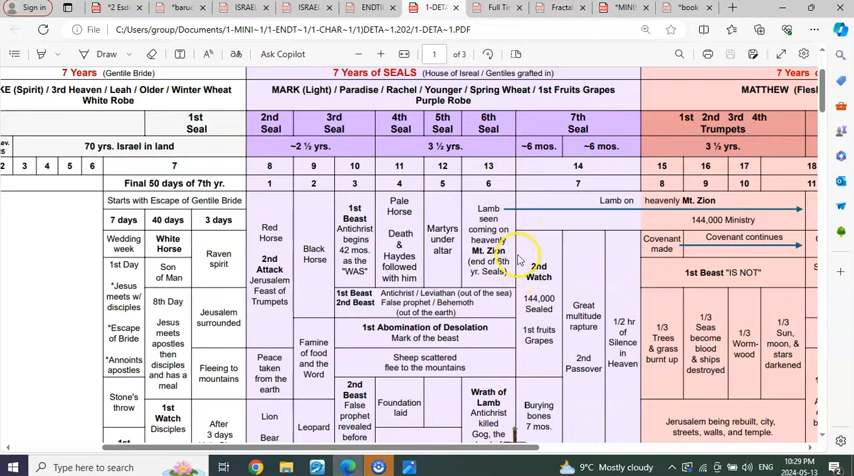 Sign in
*2 Esd
*baruc
ISRAEL
ISRAEL
ENDTI
1-DETA
Full Tim
Fractal
*MINIS
*book
File
C:/Users/group/Documents/1-MINI~1/1-ENDT~1/1-CHAR~1/1)DETA~1.202/1-DETA~1.PDF
Draw
Ask Copilot
1
of 3
7 Years (Gentile Bride)
7 Years of SEALS (House of Isreal / Gentiles grafted in)
7 Years o
KE (Spirit) / 3rd Heaven / Leah / Older / Winter Wheat
White Robe
MARK (Light) / Paradise / Rachel / Younger / Spring Wheat / 1st Fruits Grapes
Purple Robe
MATTHEW (Fles
1st
Seal
2nd
Seal
3rd
Seal
4th
Seal
5th
Seal
6th
Seal
7th
Seal
1st 2nd 3rd 4th
Trumpets
70 yrs. Israel in land
~2 ½ yrs.
3 ½ yrs.
~6 mos.
~6 mos.
3 ½ yrs.
2 3 4 5 6 7 8 9 10 11 12 13 14 15 16 17 18
Final 50 days of 7th yr.
1 2 3 4 5 6 7 8 9 10 11
Starts with Escape of Gentile Bride
7 days
40 days
3 days
Wedding
week
1st Day
*Jesus
meets w/
disciples
*Escape
of Bride
*Annoints
apostles
Stone's
throw
White
Horse
Son
of Man
8th Day
Jesus
meets
apostles
then
disciples
and has a
meal
1st
Watch
Disciples
Raven
spirit
Jerusalem
surrounded
Fleeing to
mountains
After
3 days
Red
Horse
2nd
Attack
Jerusalem
Feast of
Trumpets
Peace
taken
from the
earth
Lion
Bear
Black
Horse
Famine
of food
and the
Word
Leopard
1st
Beast
Antichrist
begins
42 mos.
as the
"WAS"
Pale
Horse
Death
&
Haydes
followed
with him
Martyrs
under
altar
Lamb
seen
coming on
heavenly
Mt. Zion
(end of 6th
yr. Seals)
1st Beast Antichrist / Leviathan (out of the sea)
2nd Beast False prophet / Behemoth
(out of the earth)
1st Abomination of Desolation
Mark of the beast
Sheep scattered
flee to the mountains
2nd
Beast
False
prophet
revealed
before
Foundation
laid
Wrath of
Lamb
Antichrist
killed
Gog, the
Lamb on heavenly Mt. Zion
144,000 Ministry
2nd
Watch
144,000
Sealed
1st fruits
Grapes
Burying
bones
7 mos.
Great
multitude
rapture
2nd
Passover
1/2 hr
of
Silence
in
Heaven
Covenant
made
Covenant continues
1st Beast "IS NOT"
1/3
Trees
& grass
burnt up
1/3
Seas
become
blood
& ships
destroyed
1/3
Worm-
wood
1/3
Sun,
moon, &
stars
darkened
Jerusalem being rebuilt, city,
streets, walls, and temple.
Type here to search
9°C Mostly cloudy
10:29 PM
2024-05-13